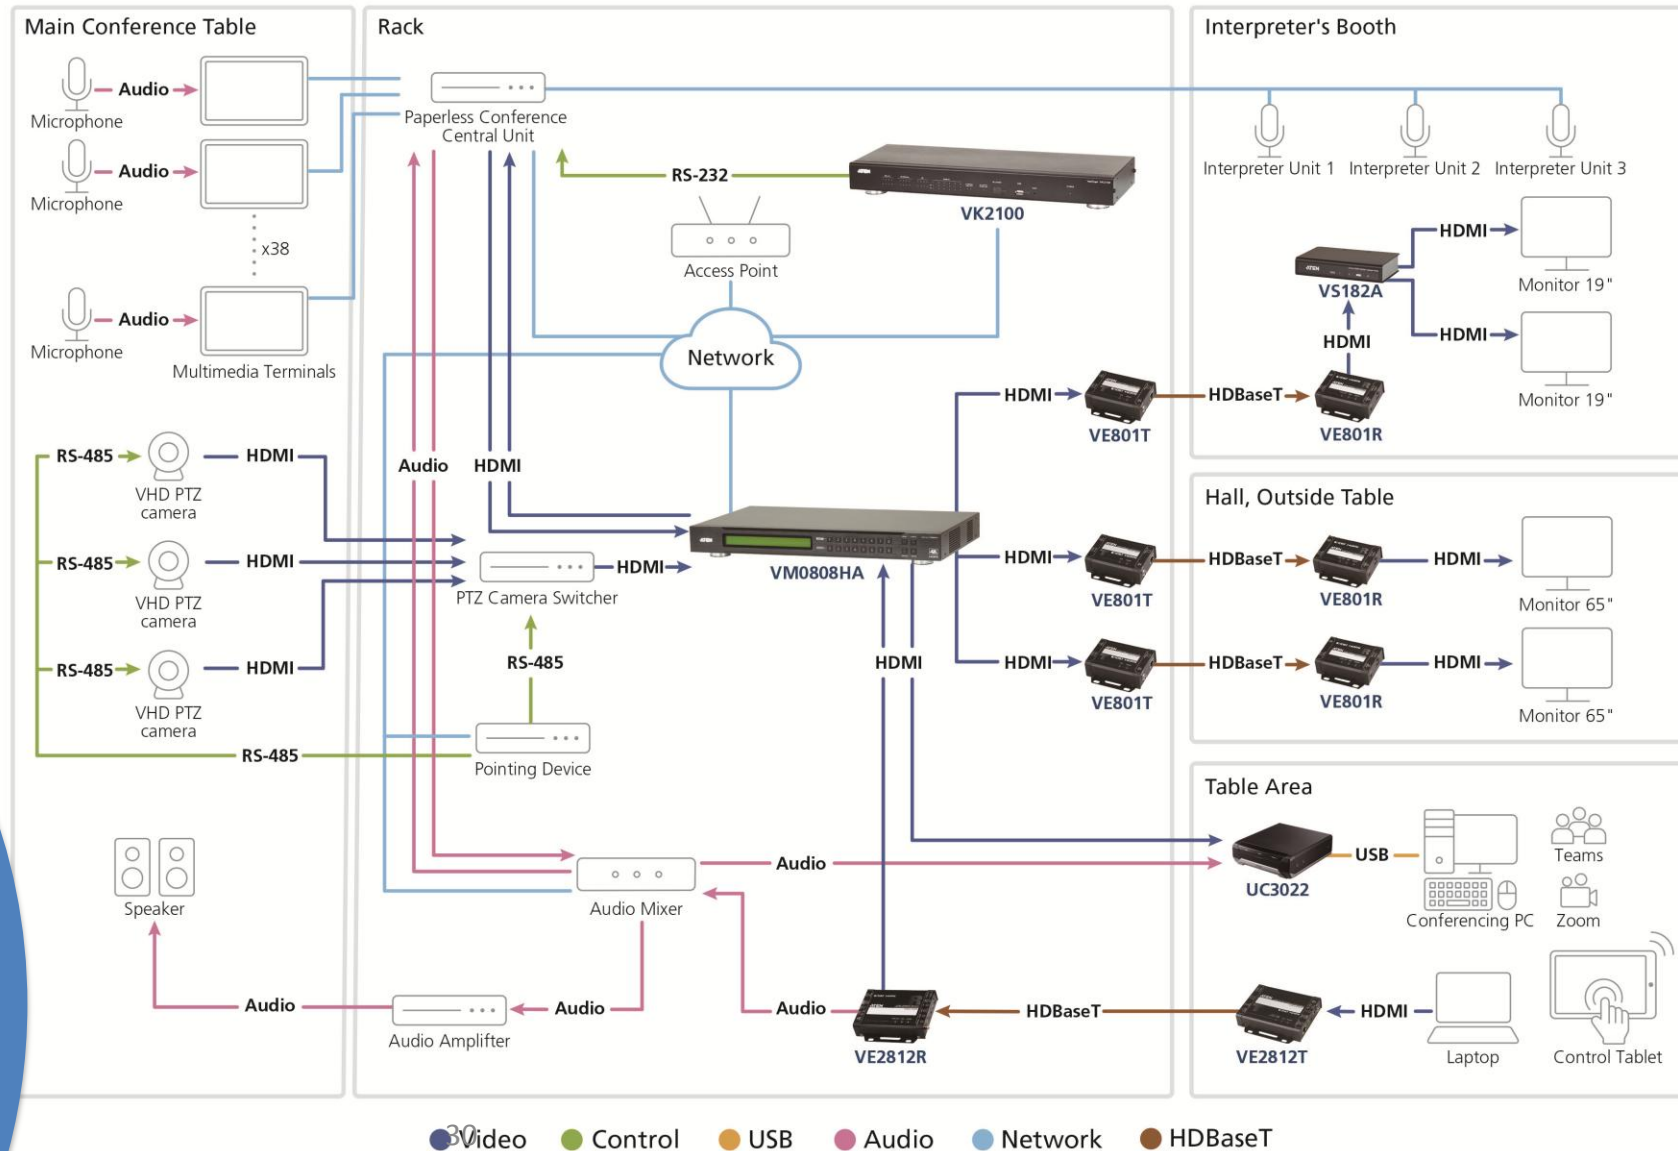 Main Conference Table
Audio
Microphone
Audio
Microphone
x38
Audio
Microphone
Multimedia Terminals
RS-485
HDMI
VHD PTZ
camera
RS-485
HDMI
VHD PTZ
camera
RS-485
HDMI
VHD PTZ
camera
RS-485
Speaker
Audio
Rack
Paperless Conference
Central Unit
RS-232
VK2100
Access Point
Network
Audio
HDMI
HDMI
VM0808HA
PTZ Camera Switcher
RS-485
HDMI
Pointing Device
Audio
Audio Mixer
Audio
Audio
Audio Amplifter
VE2812R
HDBaseT
HDMI
VE801T
HDMI
VE801T
HDMI
VE801T
Interpreter's Booth
Interpreter Unit 1
Interpreter Unit 2
Interpreter Unit 3
HDMI
VS182A
Monitor 19"
HDMI
HDMI
Monitor 19"
HDBaseT
VE801R
Hall, Outside Table
HDBaseT
HDMI
VE801R
Monitor 65"
HDBaseT
HDMI
VE801R
Monitor 65"
Table Area
USB
UC3022
Conferencing PC
Teams
Zoom
HDMI
VE2812T
Laptop
Control Tablet
30
Video
Control
USB
Audio
Network
HDBaseT